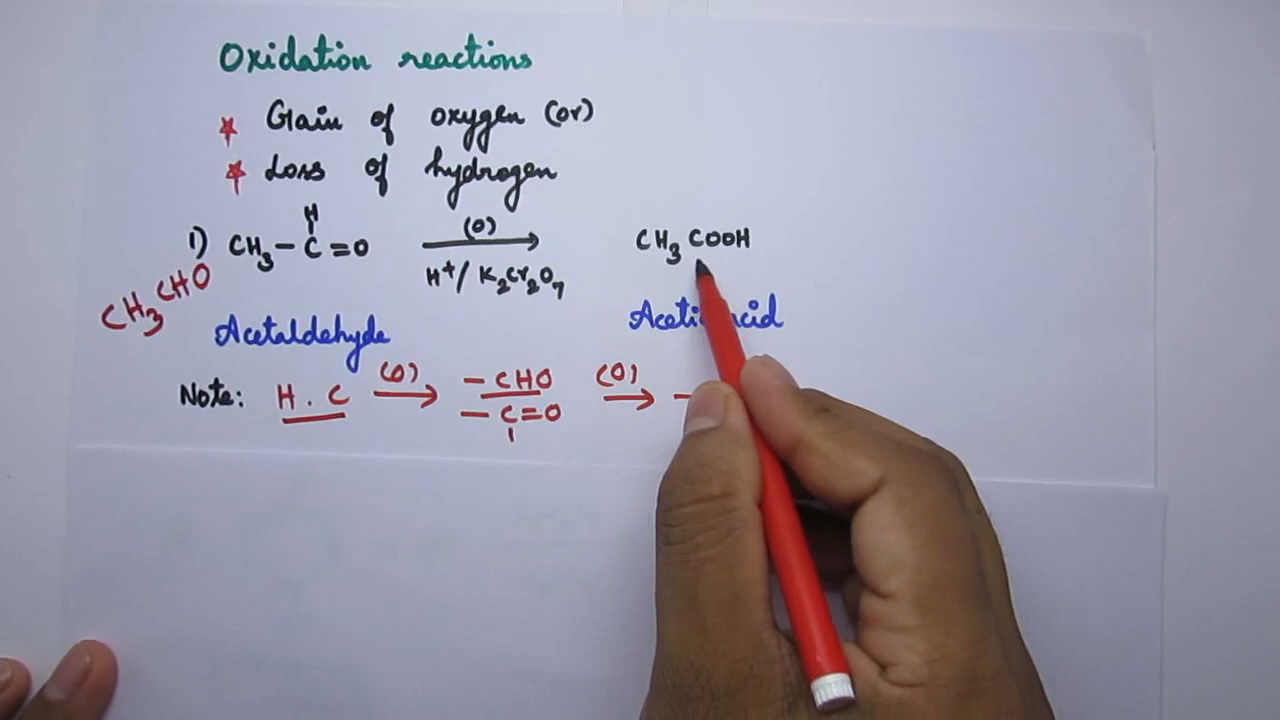 Oxidation reactions
★ Gain of oxygen (or)
★ Loss of hydrogen
H
1) CH3 – C = O (O) H+/ K2Cr2O7 CH3COOH
CH3CHO
Acetaldehyde
Note: H . C (O) → – CHO (O) → –
– C = O